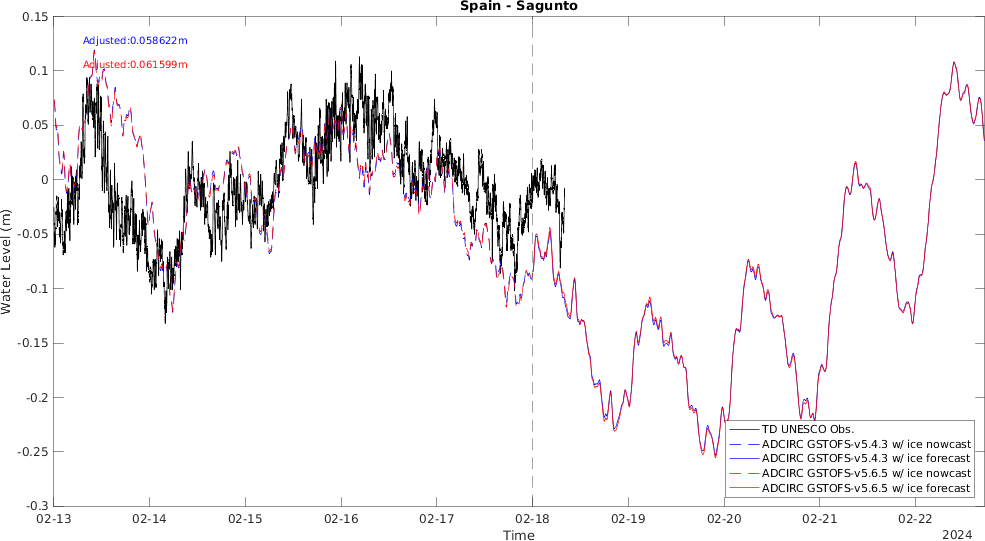 Spain - Sagunto
0.15
0.1
0.05
0
-0.05
-0.1
-0.15
-0.2
-0.25
-0.3
Water Level (m)
Adjusted:0.058622m
Adjusted:0.061599m
TD UNESCO Obs.
ADCIRC GSTOFS-v5.4.3 w/ ice nowcast
ADCIRC GSTOFS-v5.4.3 w/ ice forecast
ADCIRC GSTOFS-v5.6.5 w/ ice nowcast
ADCIRC GSTOFS-v5.6.5 w/ ice forecast
02-13 02-14 02-15 02-16 02-17 02-18 02-19 02-20 02-21 02-22
Time
2024